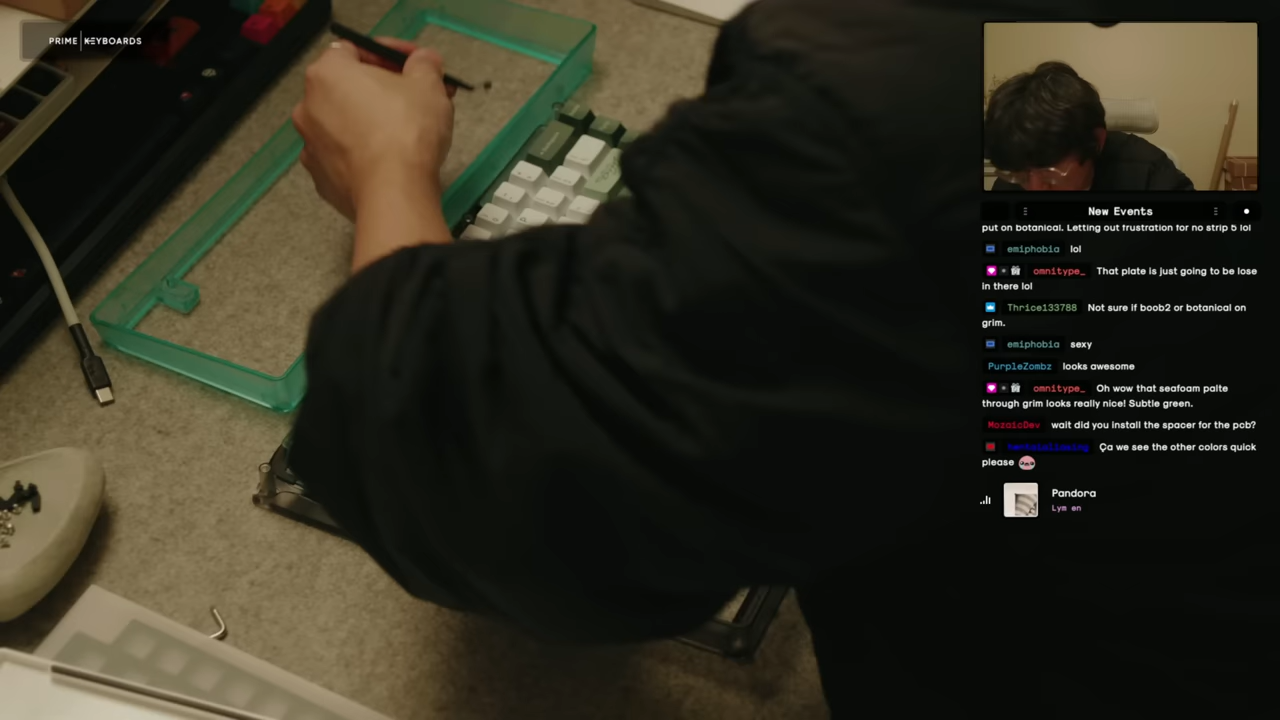 PRIME KEYBOARDS
New Events
put on botanical. Letting out frustration for no strip b lol
emiphobia lol
omnitype_ That plate is just going to be lose
in there lol
Thrice133788 Not sure if boob2 or botanical on
grim.
emiphobia sexy
PurpleZombz looks awesome
omnitype_ Oh wow that seafoam palte
through grim looks really nice! Subtle green.
MozaicDev wait did you install the spacer for the pcb?
Ça we see the other colors quick
please
Pandora
Lym en